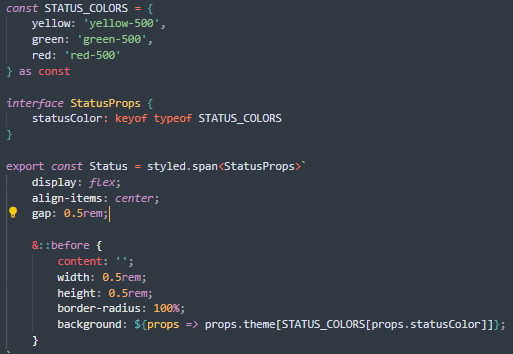 const STATUS_COLORS = {
    yellow: 'yellow-500',
    green: 'green-500',
    red: 'red-500'
} as const

interface StatusProps {
    statusColor: keyof typeof STATUS_COLORS
}

export const Status = styled.span<StatusProps>`
    display: flex;
    align-items: center;
    gap: 0.5rem;

    &::before {
        content: '';
        width: 0.5rem;
        height: 0.5rem;
        border-radius: 100%;
        background: ${props => props.theme[STATUS_COLORS[props.statusColor]]};
    }
`